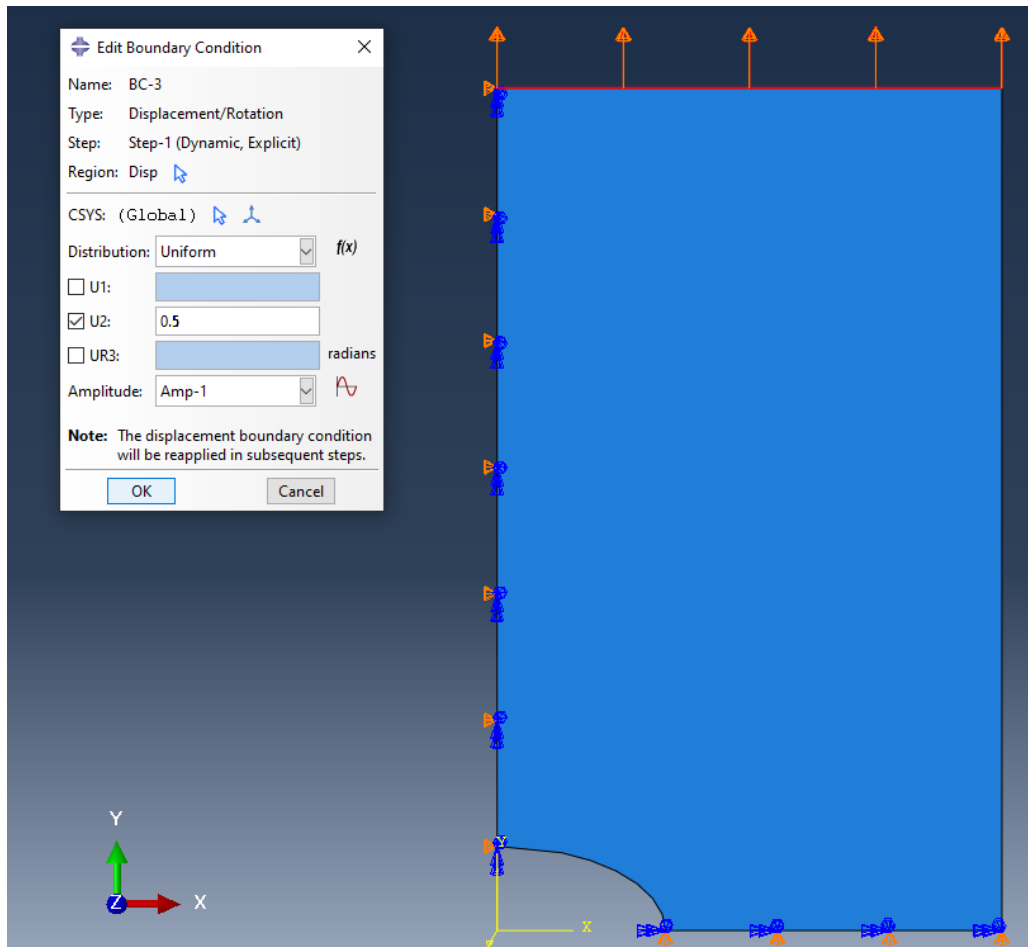 Edit Boundary Condition
Name: BC-3
Type: Displacement/Rotation
Step: Step-1 (Dynamic, Explicit)
Region: Disp
CSYS: (Global)
Distribution: Uniform f(x)
U1:
U2: 0.5
UR3: radians
Amplitude: Amp-1
Note: The displacement boundary condition
will be reapplied in subsequent steps.
OK Cancel
Y
Z X
Y
X